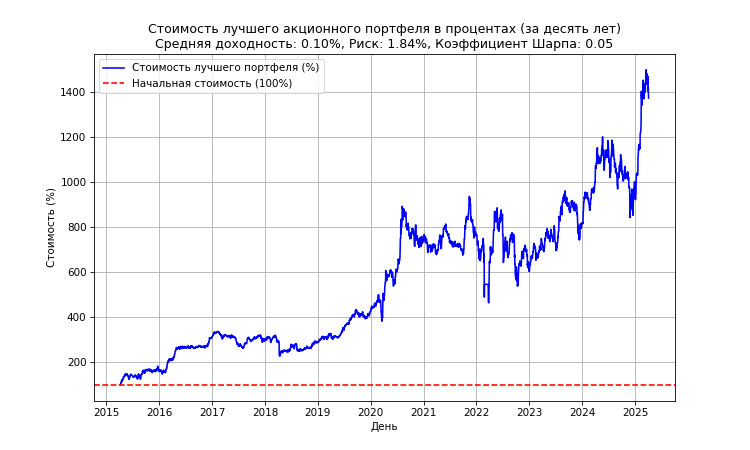 Стоимость лучшего акционного портфеля в процентах (за десять лет)
Средняя доходность: 0.10%, Риск: 1.84%, Коэффициент Шарпа: 0.05
Стоимость лучшего портфеля (%)
Начальная стоимость (100%)
Стоимость (%)
1400
1200
1000
800
600
400
200
2015 2016 2017 2018 2019 2020 2021 2022 2023 2024 2025
День